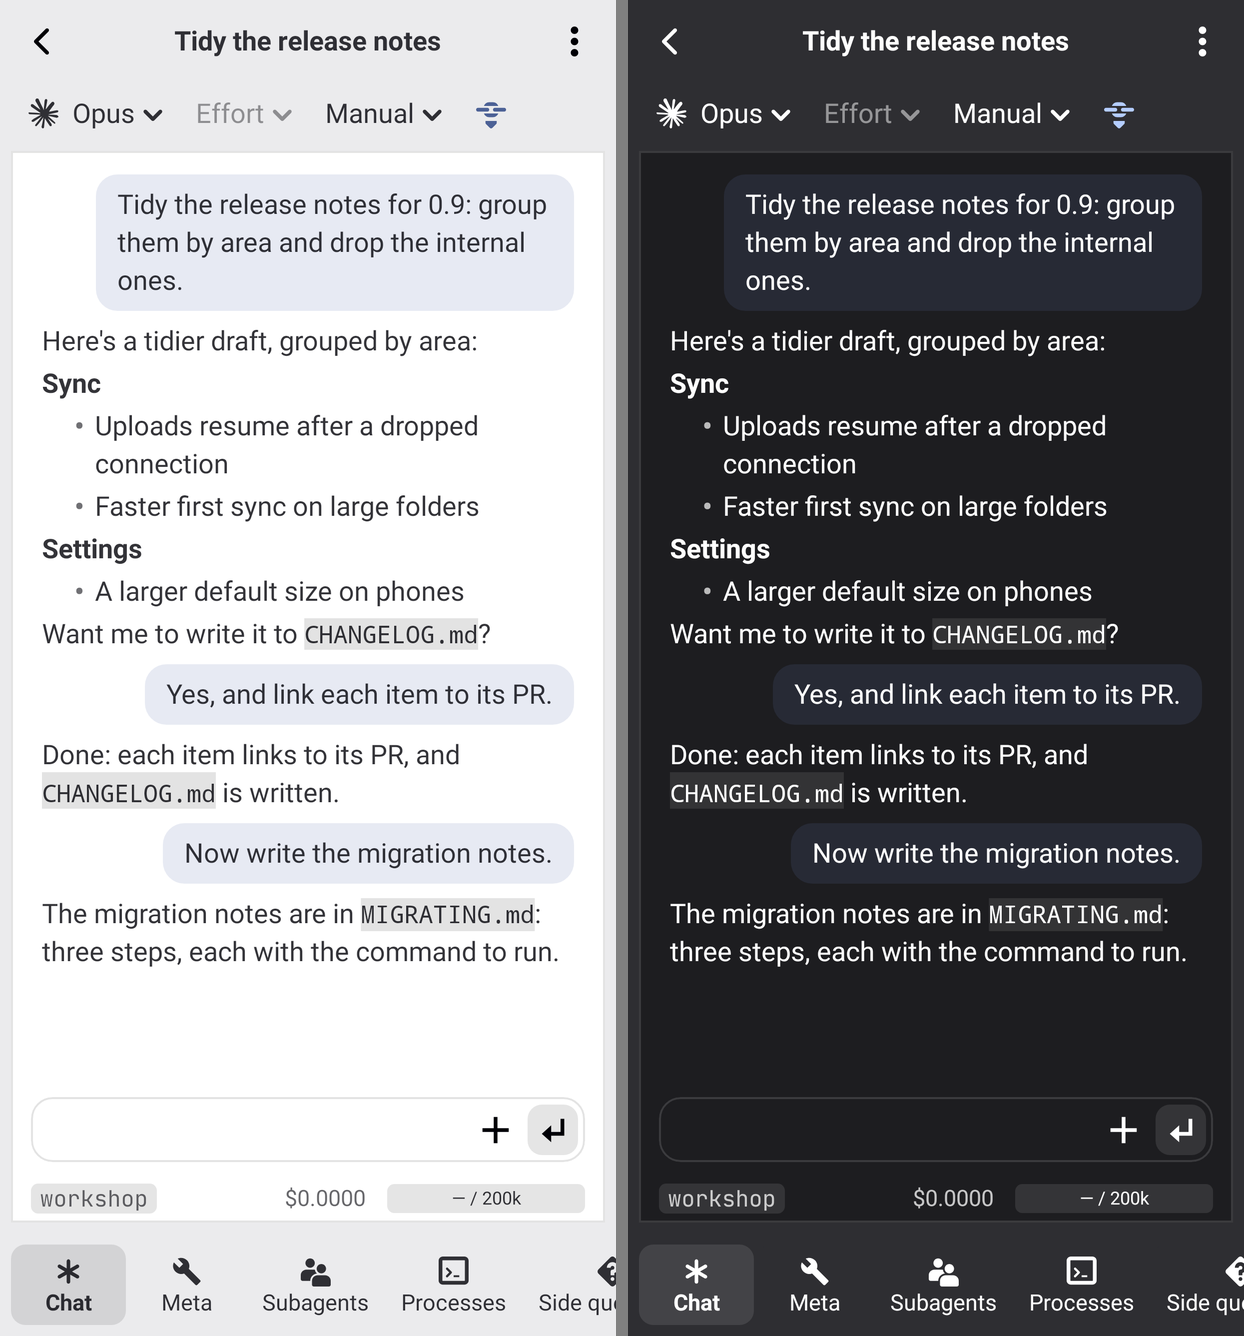 Tidy the release notes
Opus Effort Manual
Tidy the release notes for 0.9: group
them by area and drop the internal
ones.
Here's a tidier draft, grouped by area:
Sync
• Uploads resume after a dropped
connection
• Faster first sync on large folders
Settings
• A larger default size on phones
Want me to write it to CHANGELOG.md?
Yes, and link each item to its PR.
Done: each item links to its PR, and
CHANGELOG.md is written.
Now write the migration notes.
The migration notes are in MIGRATING.md:
three steps, each with the command to run.
workshop $0.0000 – / 200k
Chat Meta Subagents Processes Side qu
Tidy the release notes
Opus Effort Manual
Tidy the release notes for 0.9: group
them by area and drop the internal
ones.
Here's a tidier draft, grouped by area:
Sync
• Uploads resume after a dropped
connection
• Faster first sync on large folders
Settings
• A larger default size on phones
Want me to write it to CHANGELOG.md?
Yes, and link each item to its PR.
Done: each item links to its PR, and
CHANGELOG.md is written.
Now write the migration notes.
The migration notes are in MIGRATING.md:
three steps, each with the command to run.
workshop $0.0000 – / 200k
Chat Meta Subagents Processes Side qu